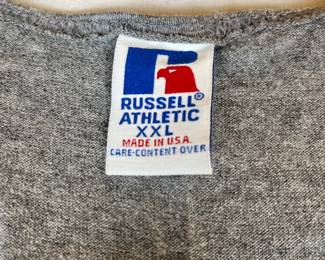 RUSSELL®
ATHLETIC
XXL
MADE IN U.S.A.
CARE-CONTENT OVER